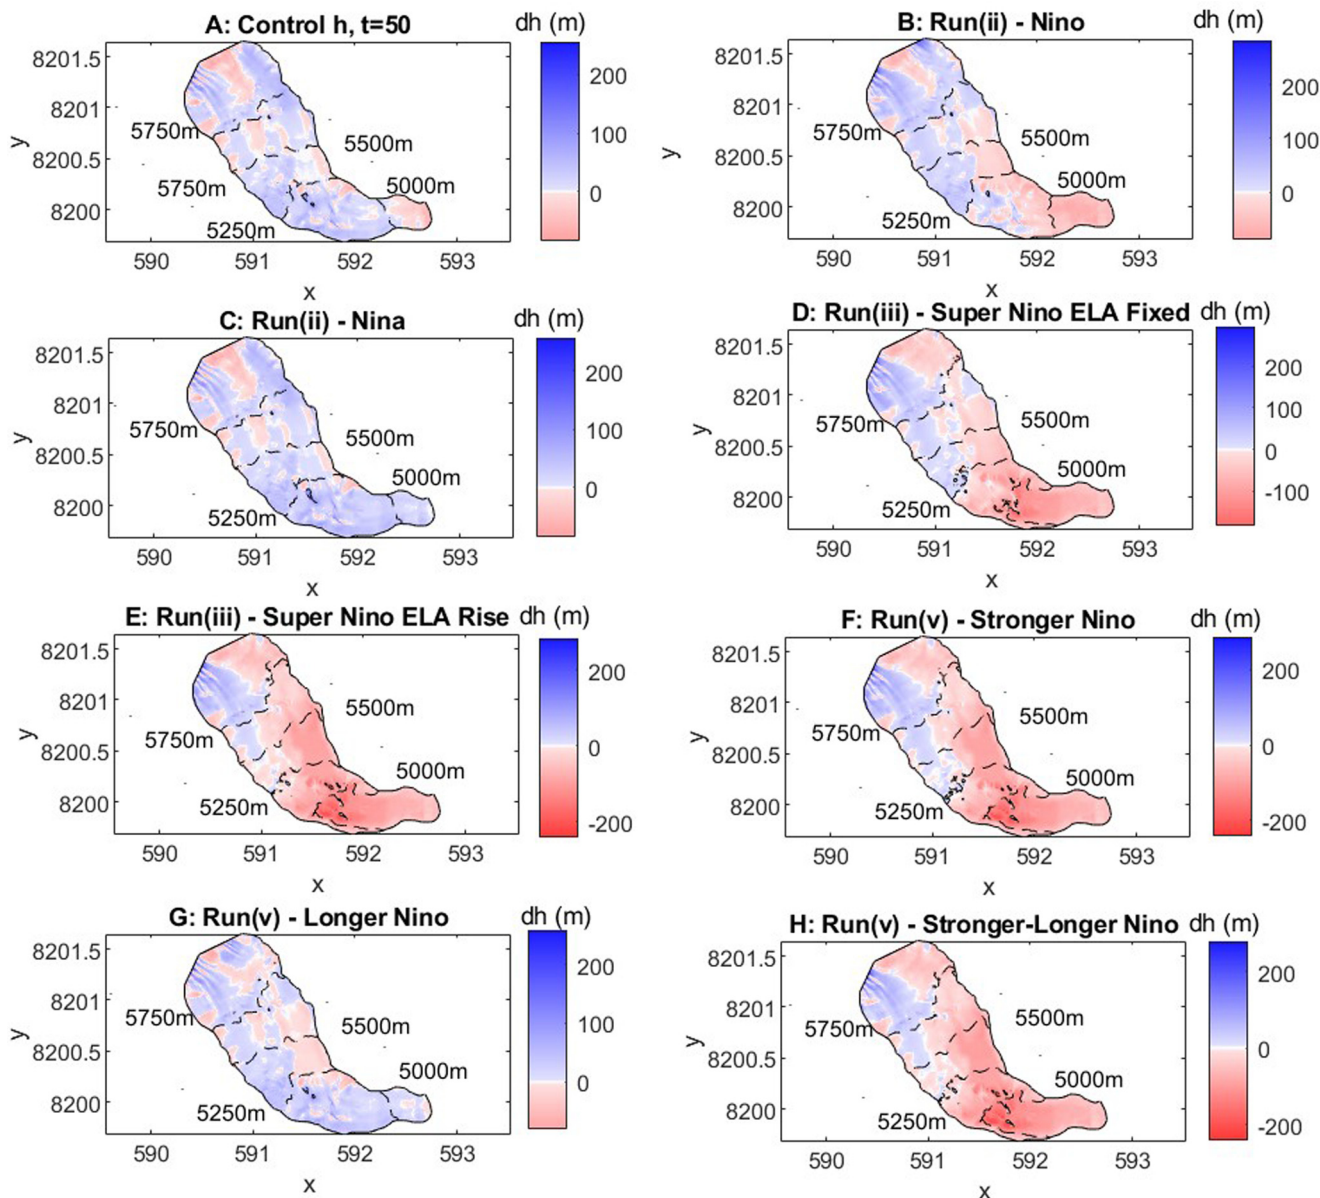 A: Control h, t=50
dh (m)
8201.5
8201
8200.5
8200
y
5750m
5750m
5250m
5500m
5000m
200
100
0
590
591
592
593
x
B: Run(ii) - Nino
dh (m)
8201.5
8201
8200.5
8200
y
5750m
5250m
5500m
5000m
200
100
0
590
591
592
593
x
C: Run(ii) - Nina
dh (m)
8201.5
8201
8200.5
8200
y
5750m
5250m
5500m
5000m
200
100
0
590
591
592
593
x
D: Run(iii) - Super Nino ELA Fixed
dh (m)
8201.5
8201
8200.5
8200
y
5750m
5250m
5500m
5000m
200
100
0
-100
590
591
592
593
x
E: Run(iii) - Super Nino ELA Rise
dh (m)
8201.5
8201
8200.5
8200
y
5750m
5250m
5500m
5000m
200
0
-200
590
591
592
593
x
F: Run(v) - Stronger Nino
dh (m)
8201.5
8201
8200.5
8200
y
5750m
5250m
5500m
5000m
200
0
-200
590
591
592
593
x
G: Run(v) - Longer Nino
dh (m)
8201.5
8201
8200.5
8200
y
5750m
5250m
5500m
5000m
200
100
0
590
591
592
593
x
H: Run(v) - Stronger-Longer Nino
dh (m)
8201.5
8201
8200.5
8200
y
5750m
5250m
5500m
5000m
200
0
-200
590
591
592
593
x